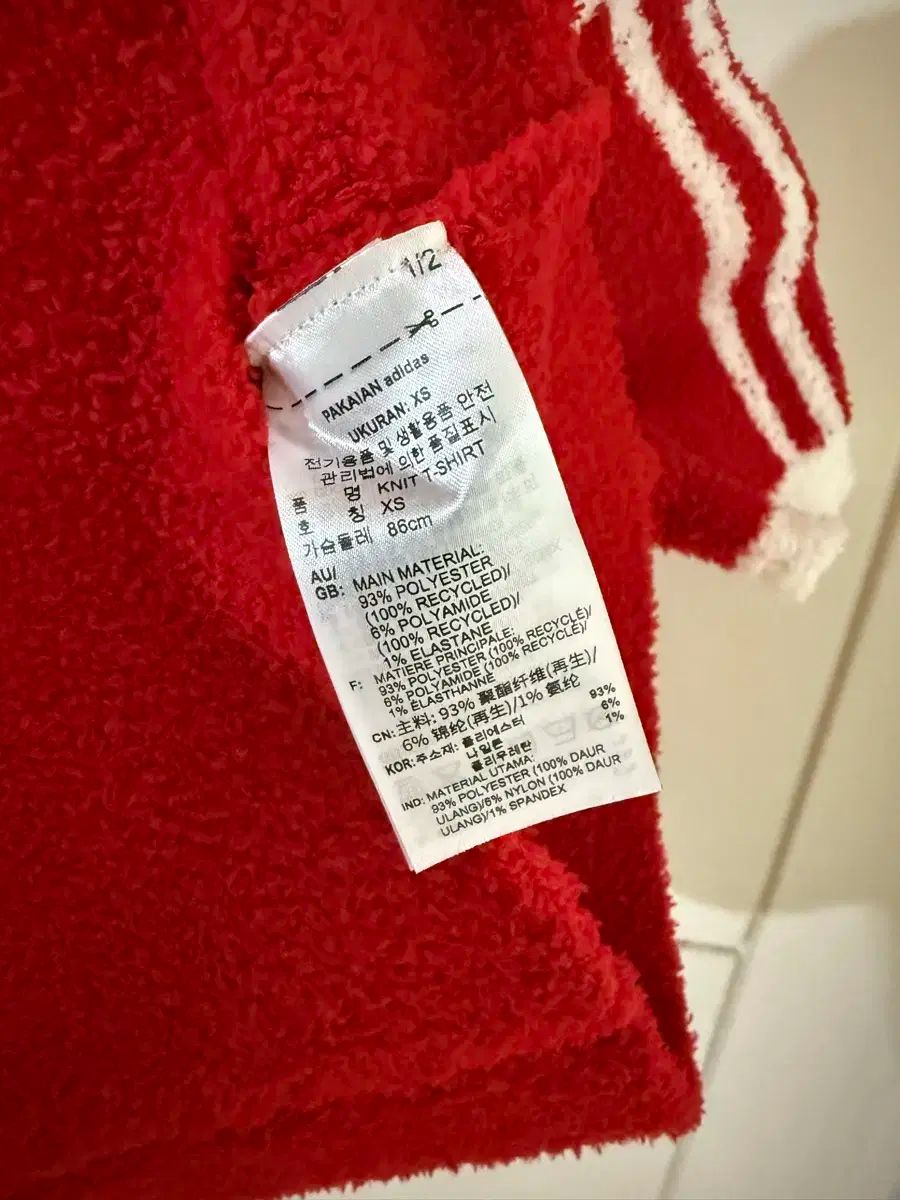 1/2
PAKAIAN adidas
UKURAN: XS
전기용품 및 생활용품 안전
관리법에 의한 품질표시
품 명 KNIT T-SHIRT
호 칭 XS
가슴둘레 86cm
AU/
GB: MAIN MATERIAL:
93% POLYESTER
(100% RECYCLED)/
6% POLYAMIDE
(100% RECYCLED)/
1% ELASTANE
F: MATIERE PRINCIPALE:
93% POLYESTER (100% RECYCLÉ)/
6% POLYAMIDE (100% RECYCLÉ)/
1% ÉLASTHANNE
CN: 主料: 93% 聚酯纤维(再生)/
6% 锦纶(再生)/1% 氨纶
KOR: 주소재: 폴리에스터 93%
나일론 6%
폴리우레탄 1%
IND: MATERIAL UTAMA:
93% POLYESTER (100% DAUR
ULANG)/6% NYLON (100% DAUR
ULANG)/1% SPANDEX